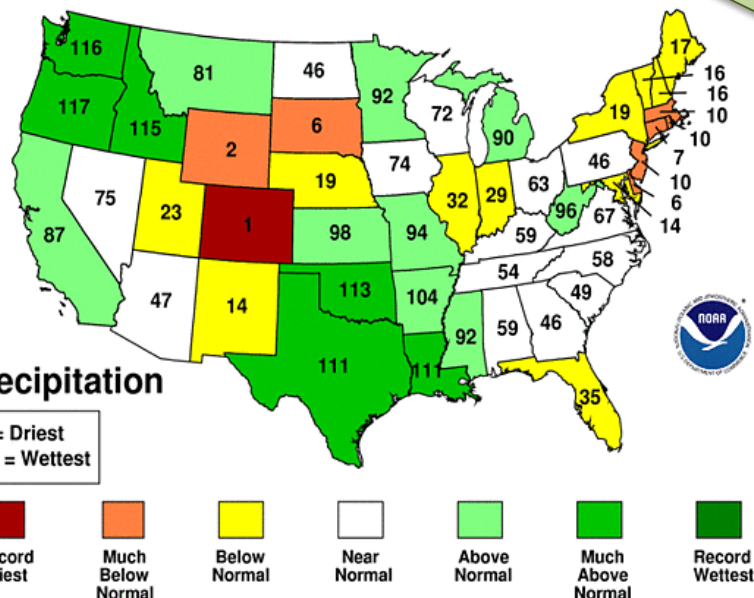 17
116
46
81
92
16
16
72
117
19
10
90
115
6
10
2
74
46
7
19
63
10
32
29
75
6
23
96
67
14
1
98
94
87
59
58
54
47
14
113
104
49
92
59
46
NOAA
111
111
ecipitation
35
= Driest
= Wettest
cord
iest
Much
Below
Normal
Below
Normal
Near
Normal
Above
Normal
Much
Above
Normal
Record
Wettest